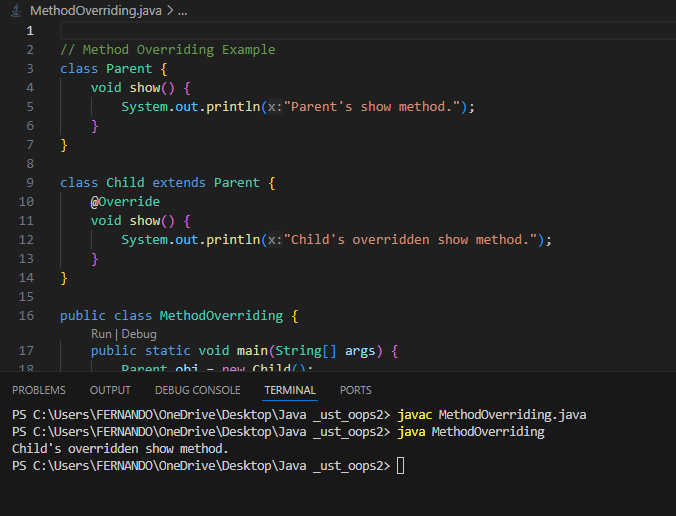 MethodOverriding.java > ...
1
2 // Method Overriding Example
3 class Parent {
4 void show() {
5 System.out.println(x:"Parent's show method.");
6 }
7 }
8
9 class Child extends Parent {
10 @Override
11 void show() {
12 System.out.println(x:"Child's overridden show method.");
13 }
14 }
15
16 public class MethodOverriding {
Run | Debug
17 public static void main(String[] args) {
18 Parent obj = new Child();
PROBLEMS OUTPUT DEBUG CONSOLE TERMINAL PORTS
PS C:\Users\FERNANDO\OneDrive\Desktop\Java _ust_oops2> javac MethodOverriding.java
PS C:\Users\FERNANDO\OneDrive\Desktop\Java _ust_oops2> java MethodOverriding
Child's overridden show method.
PS C:\Users\FERNANDO\OneDrive\Desktop\Java _ust_oops2>